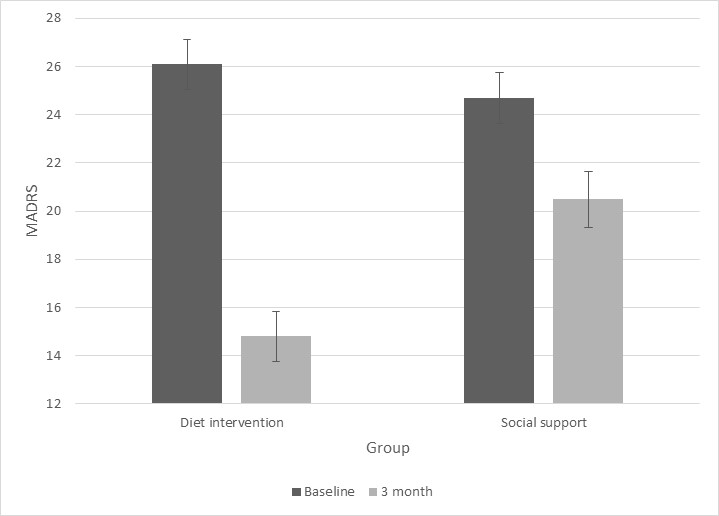 28
26
24
22
20
18
16
14
12
MADRS
Diet intervention
Social support
Group
Baseline
3 month